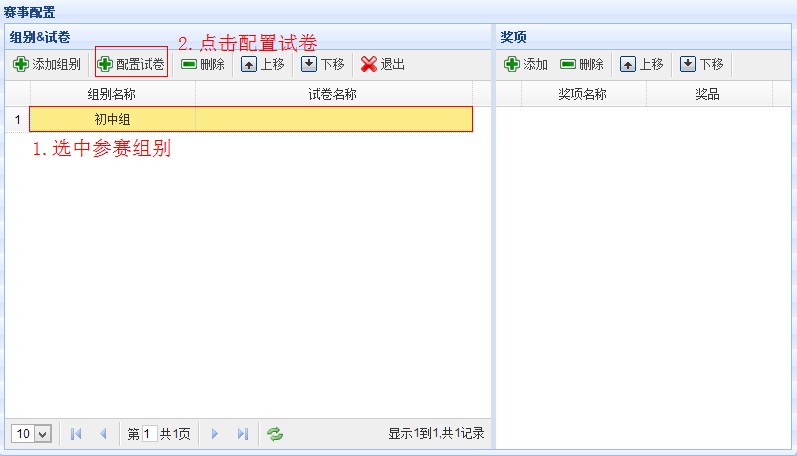 赛事配置
组别&试卷
2.点击配置试卷
添加组别 配置试卷 删除 上移 下移 退出
组别名称 试卷名称
1 初中组
1.选中参赛组别
10 第 1 共1页 显示1到1,共1记录
奖项
添加 删除 上移 下移
奖项名称 奖品